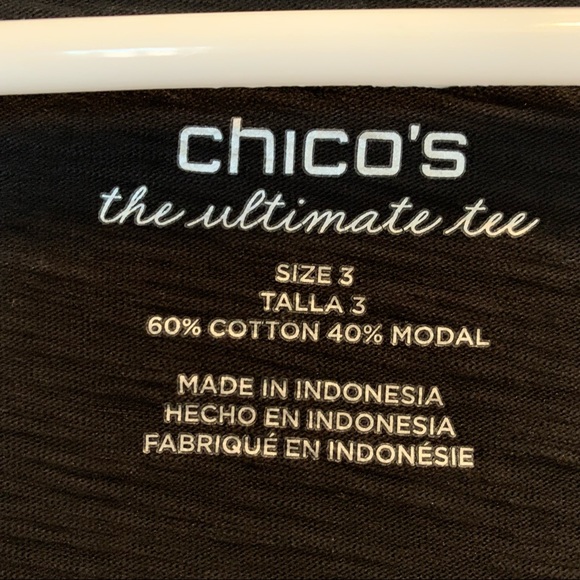 chico's
the ultimate tee
SIZE 3
TALLA 3
60% COTTON 40% MODAL
MADE IN INDONESIA
HECHO EN INDONESIA
FABRIQUÉ EN INDONÉSIE